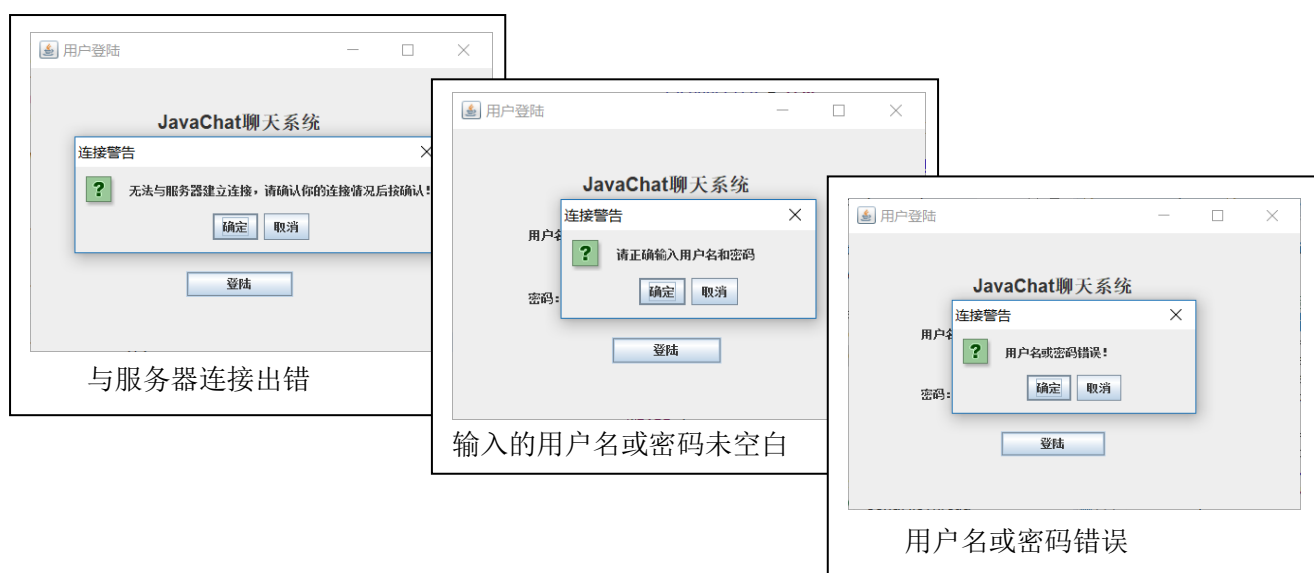 用户登陆
JavaChat聊天系统
连接警告
无法与服务器建立连接，请确认你的连接情况后按确认!
确定
取消
登陆
与服务器连接出错
用户登陆
JavaChat聊天系统
连接警告
用户名
请正确输入用户名和密码
密码:
确定
取消
登陆
输入的用户名或密码未空白
用户登陆
JavaChat聊天系统
连接警告
用户名
用户名或密码错误!
密码:
确定
取消
登陆
用户名或密码错误